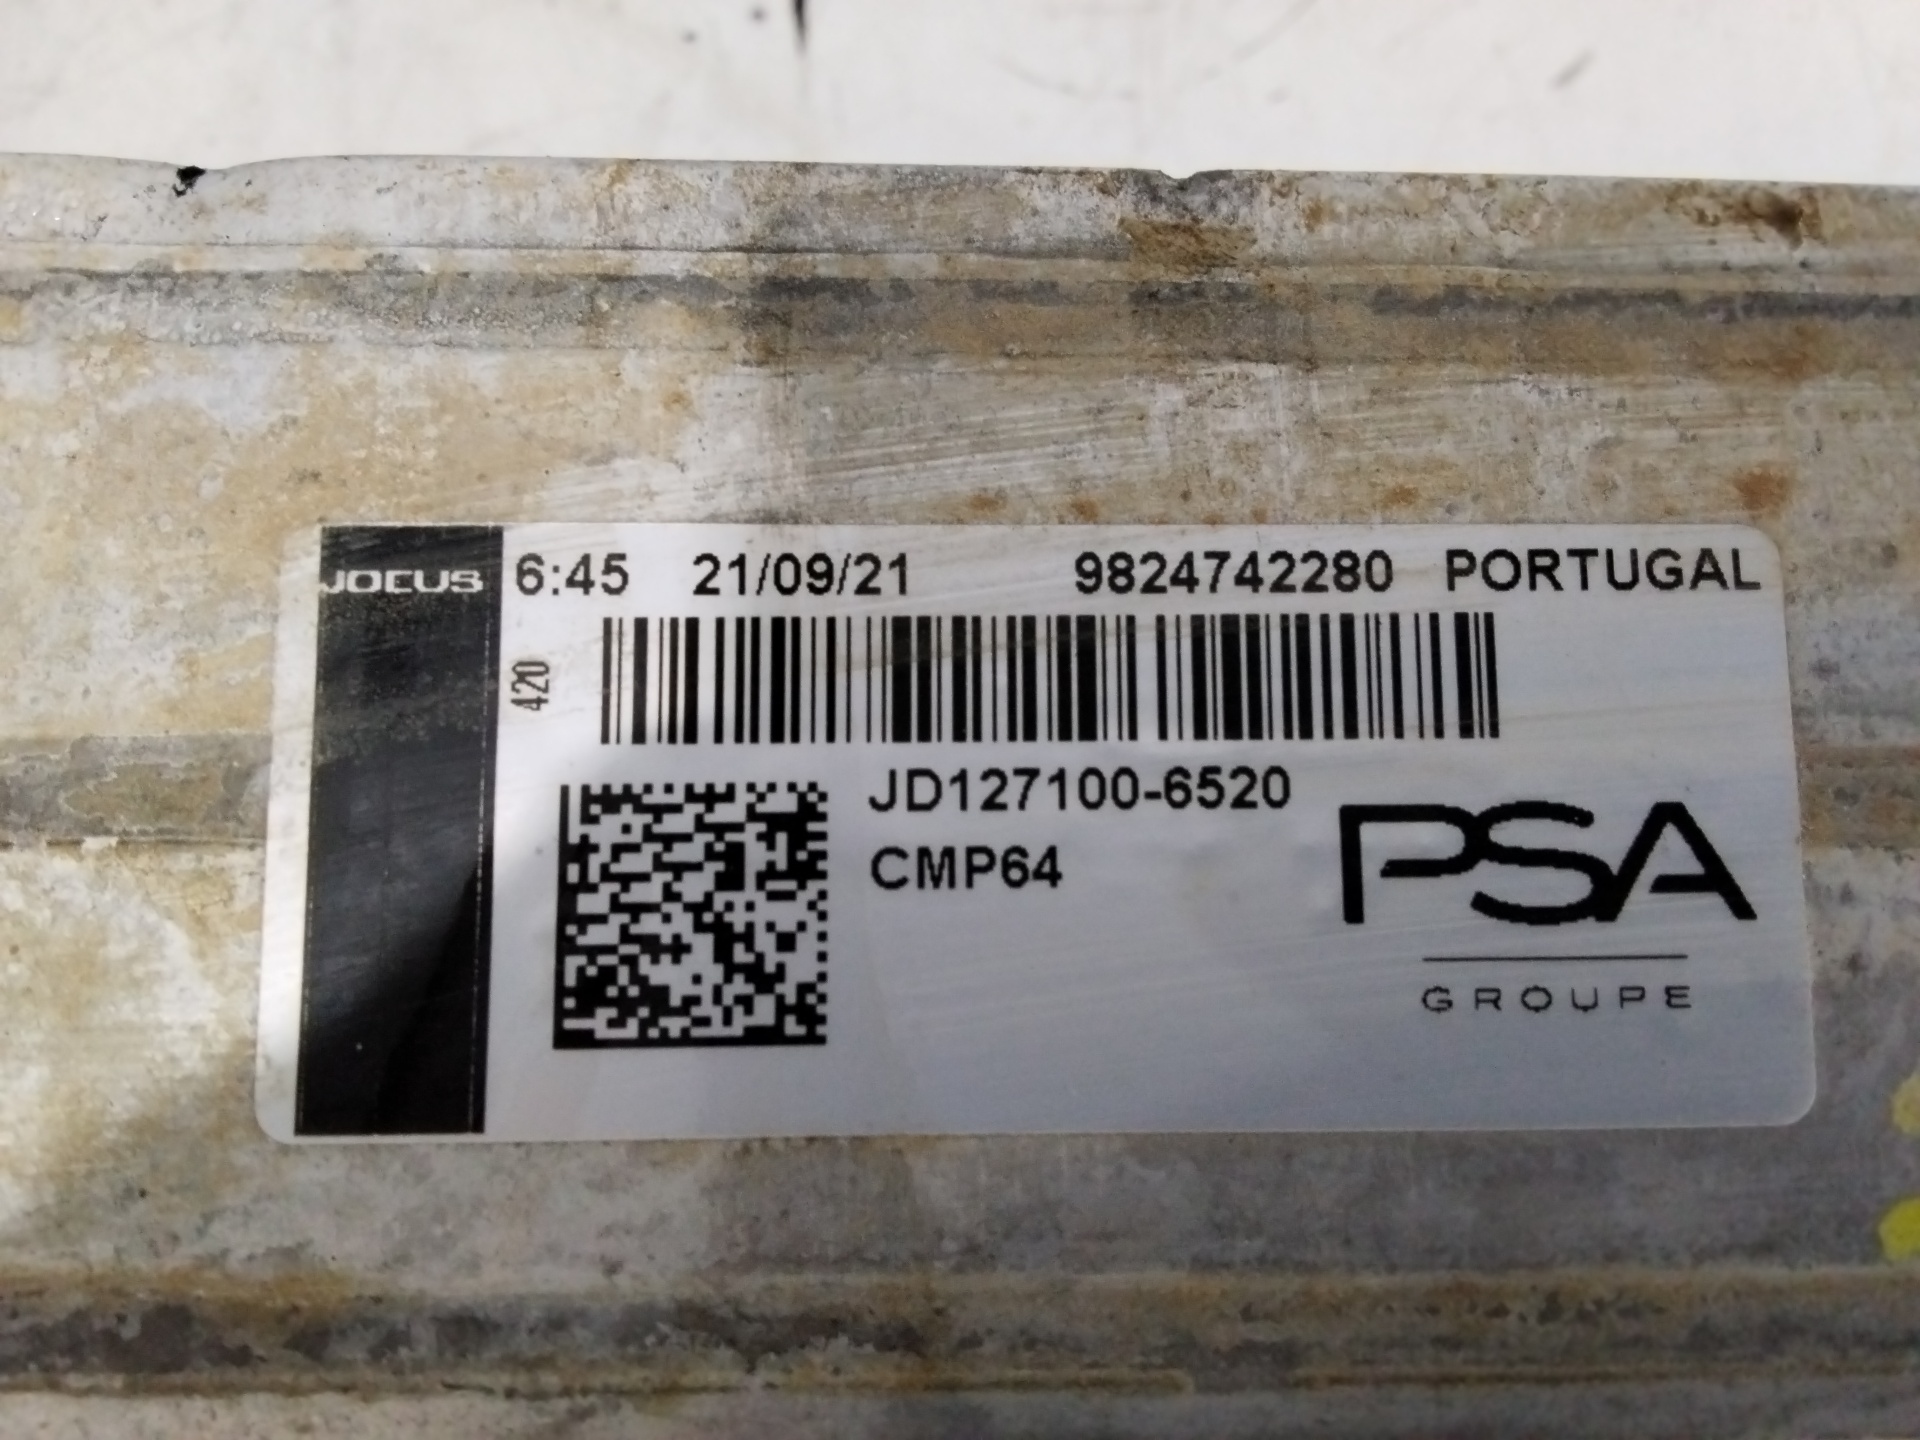 JOCUS 6:45 21/09/21 9824742280 PORTUGAL
420
JD127100-6520
CMP64
PSA
GROUPE